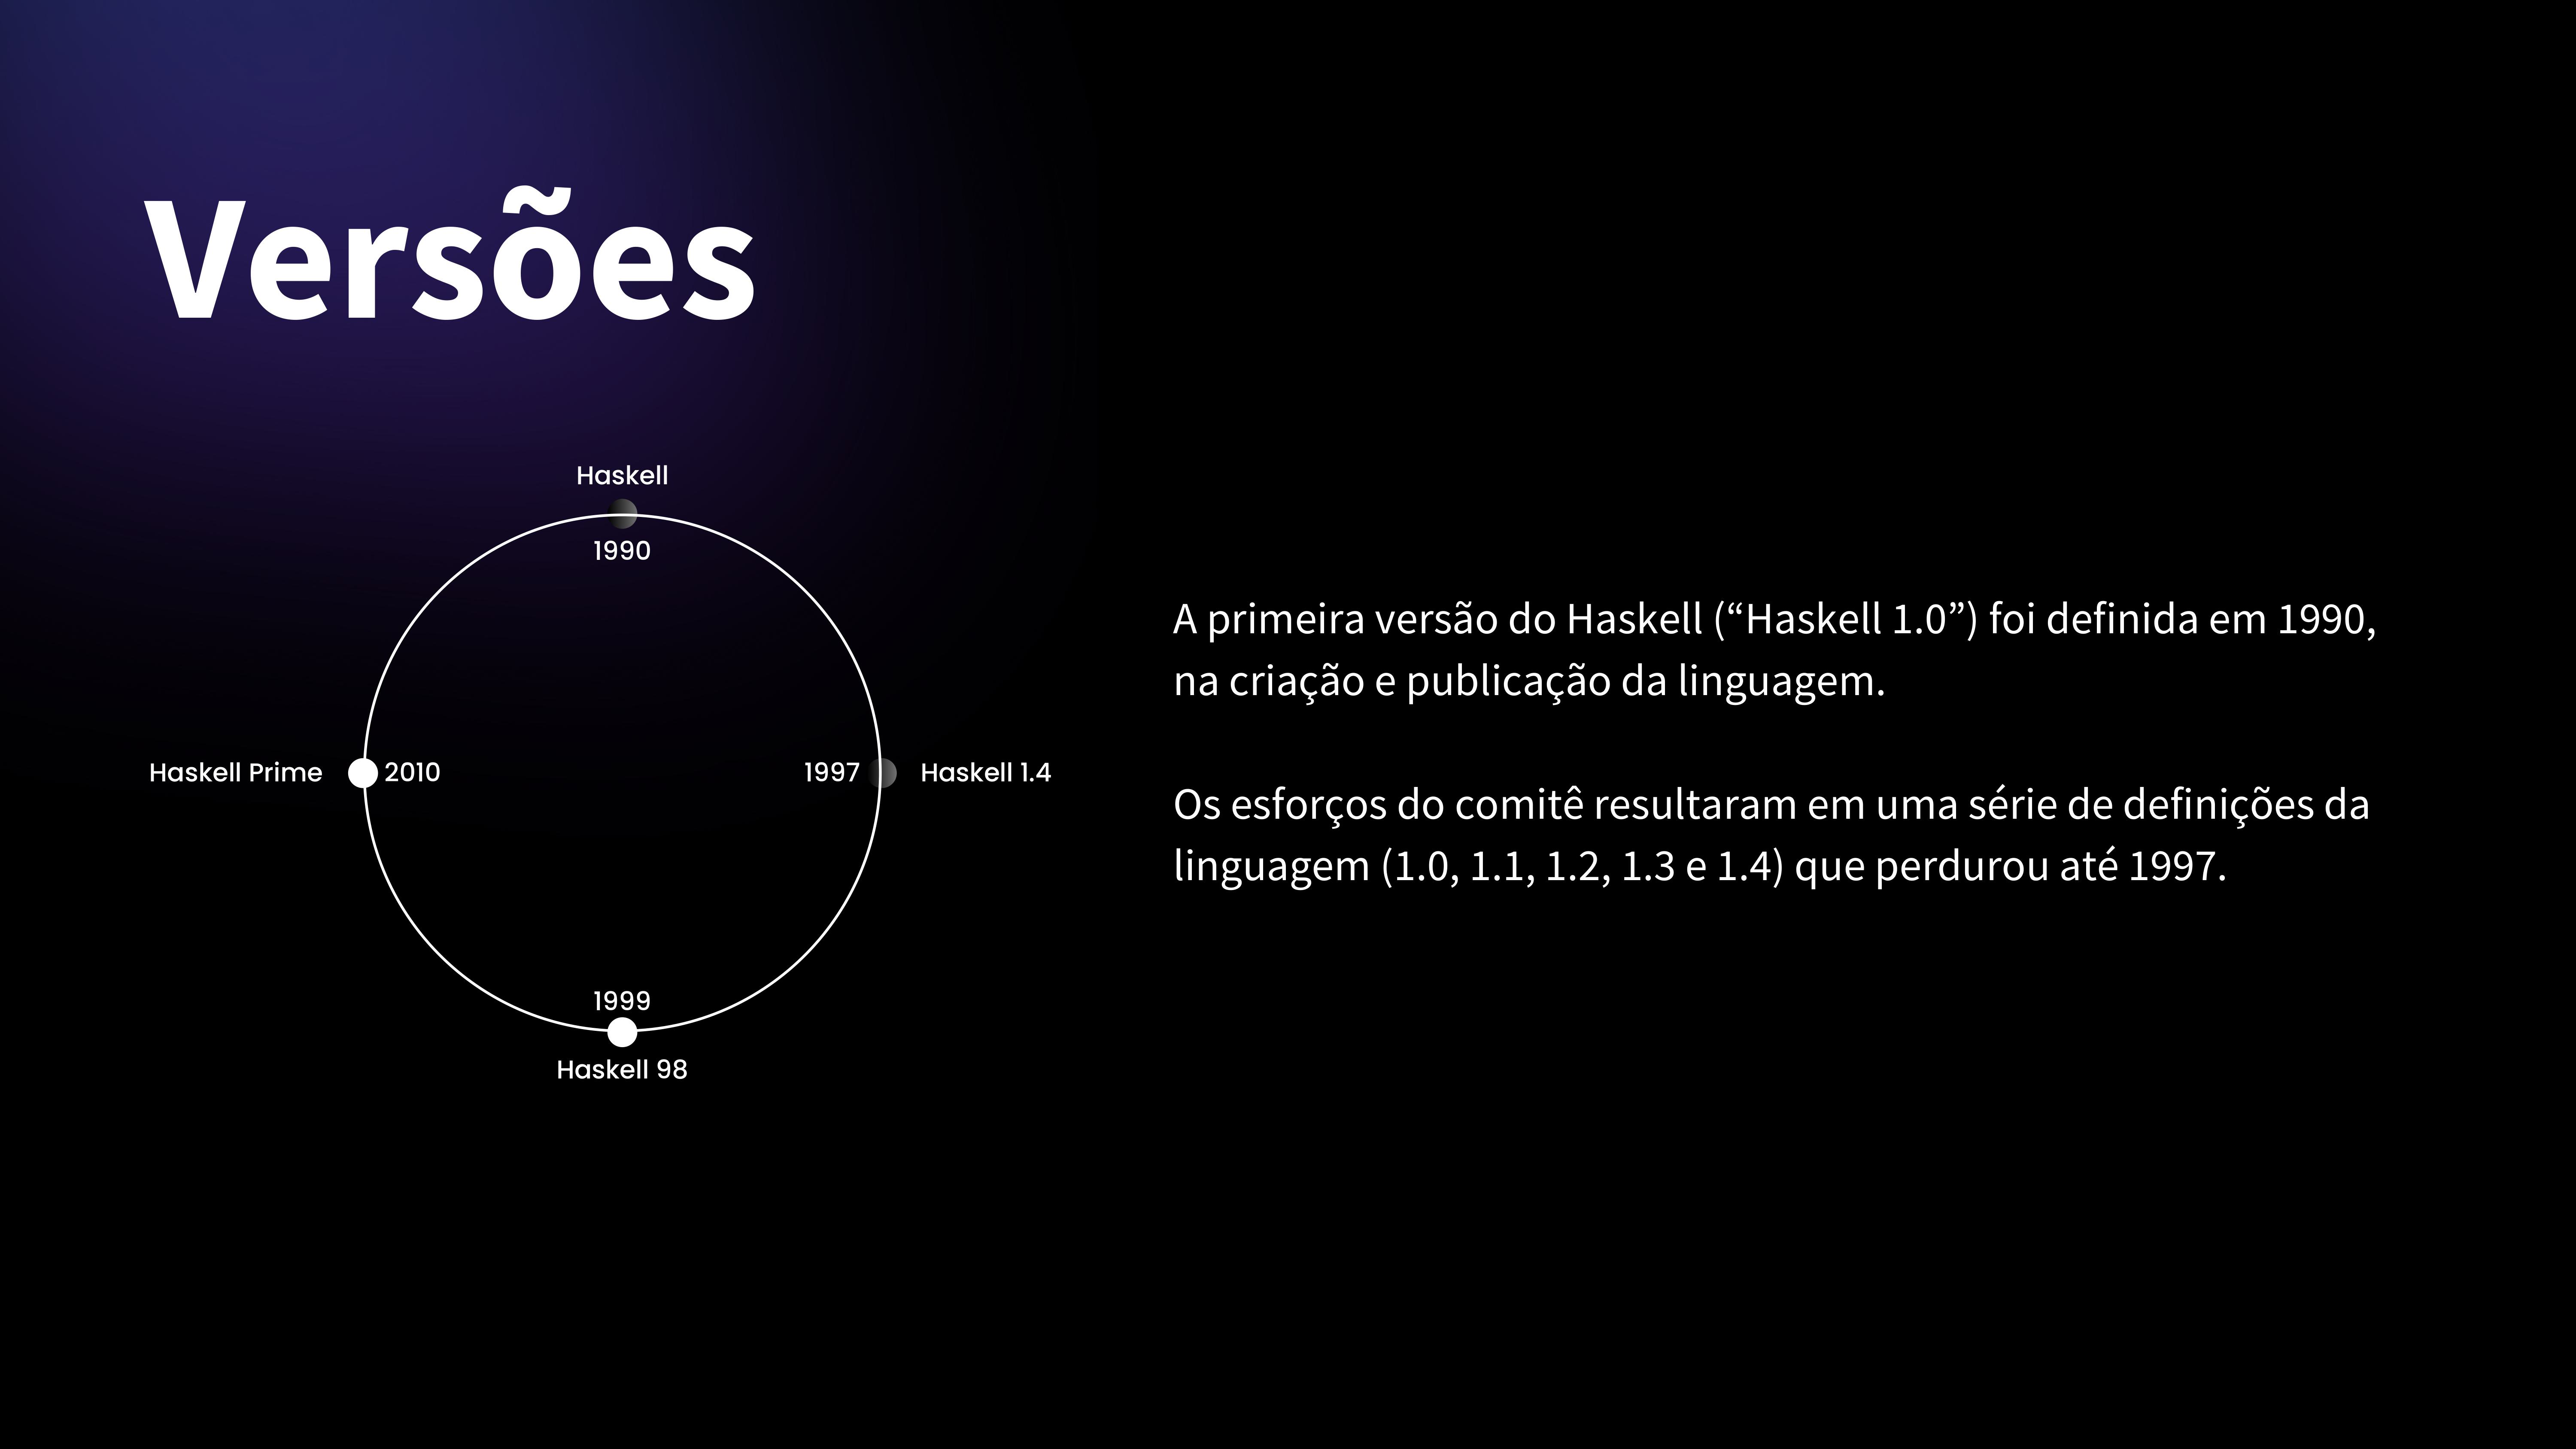 Versões
Haskell
1990
Haskell Prime
2010
1997
Haskell 1.4
1999
Haskell 98
A primeira versão do Haskell (“Haskell 1.0”) foi definida em 1990,
na criação e publicação da linguagem.
Os esforços do comitê resultaram em uma série de definições da
linguagem (1.0, 1.1, 1.2, 1.3 e 1.4) que perdurou até 1997.